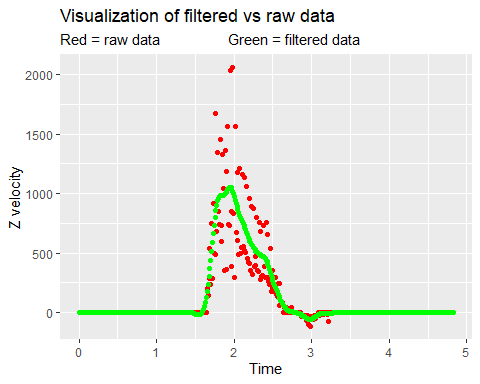 Visualization of filtered vs raw data
Red = raw data Green = filtered data
2000
1500
1000
500
0
Z velocity
0 1 2 3 4 5
Time